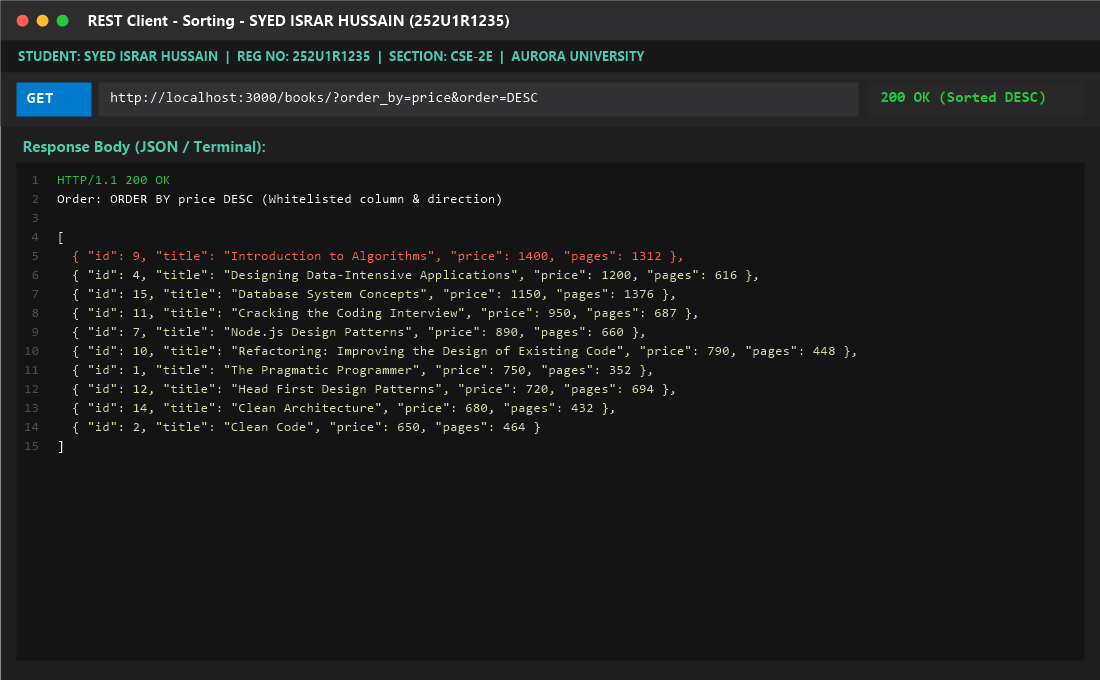 REST Client - Sorting - SYED ISRAR HUSSAIN (252U1R1235)
STUDENT: SYED ISRAR HUSSAIN | REG NO: 252U1R1235 | SECTION: CSE-2E | AURORA UNIVERSITY
GET http://localhost:3000/books/?order_by=price&order=DESC 200 OK (Sorted DESC)
Response Body (JSON / Terminal):
1 HTTP/1.1 200 OK
2 Order: ORDER BY price DESC (Whitelisted column & direction)
3
4 [
5 { "id": 9, "title": "Introduction to Algorithms", "price": 1400, "pages": 1312 },
6 { "id": 4, "title": "Designing Data-Intensive Applications", "price": 1200, "pages": 616 },
7 { "id": 15, "title": "Database System Concepts", "price": 1150, "pages": 1376 },
8 { "id": 11, "title": "Cracking the Coding Interview", "price": 950, "pages": 687 },
9 { "id": 7, "title": "Node.js Design Patterns", "price": 890, "pages": 660 },
10 { "id": 10, "title": "Refactoring: Improving the Design of Existing Code", "price": 790, "pages": 448 },
11 { "id": 1, "title": "The Pragmatic Programmer", "price": 750, "pages": 352 },
12 { "id": 12, "title": "Head First Design Patterns", "price": 720, "pages": 694 },
13 { "id": 14, "title": "Clean Architecture", "price": 680, "pages": 432 },
14 { "id": 2, "title": "Clean Code", "price": 650, "pages": 464 }
15 ]